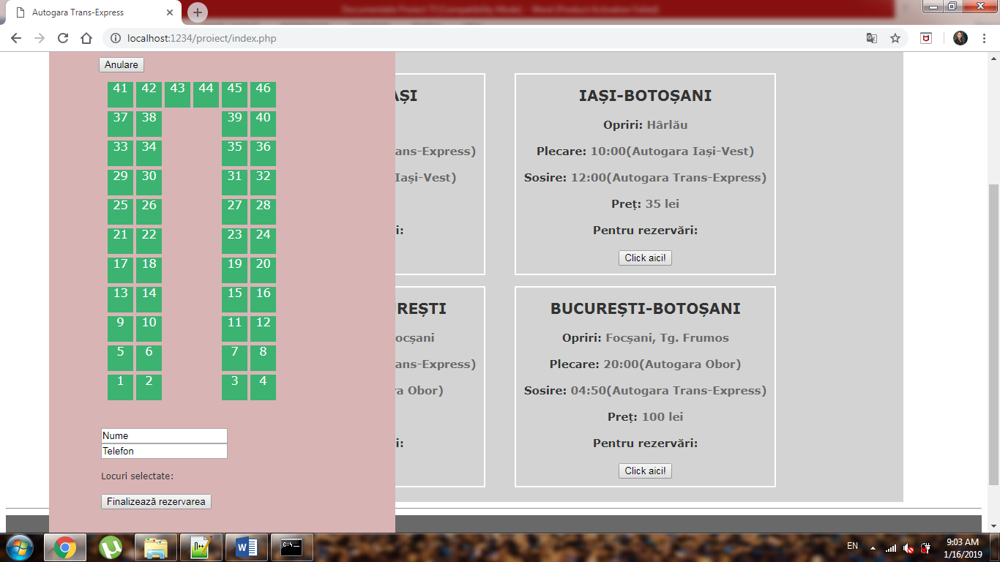 Autogara Trans-Express
Documentatie Proiect TI [Compatibility Mode] - Word (Product Activation Failed)
localhost:1234/proiect/index.php
Anulare
41 42 43 44 45 46
37 38 39 40
33 34 35 36
29 30 31 32
25 26 27 28
21 22 23 24
17 18 19 20
13 14 15 16
9 10 11 12
5 6 7 8
1 2 3 4
Nume
Telefon
Locuri selectate:
Finalizează rezervarea
AȘI
ans-Express)
Iași-Vest)
i:
IAȘI-BOTOȘANI
Opriri: Hârlău
Plecare: 10:00(Autogara Iași-Vest)
Sosire: 12:00(Autogara Trans-Express)
Preț: 35 lei
Pentru rezervări:
Click aici!
REȘTI
ocșani
ans-Express)
a Obor)
i:
BUCUREȘTI-BOTOȘANI
Opriri: Focșani, Tg. Frumos
Plecare: 20:00(Autogara Obor)
Sosire: 04:50(Autogara Trans-Express)
Preț: 100 lei
Pentru rezervări:
Click aici!
EN
9:03 AM
1/16/2019